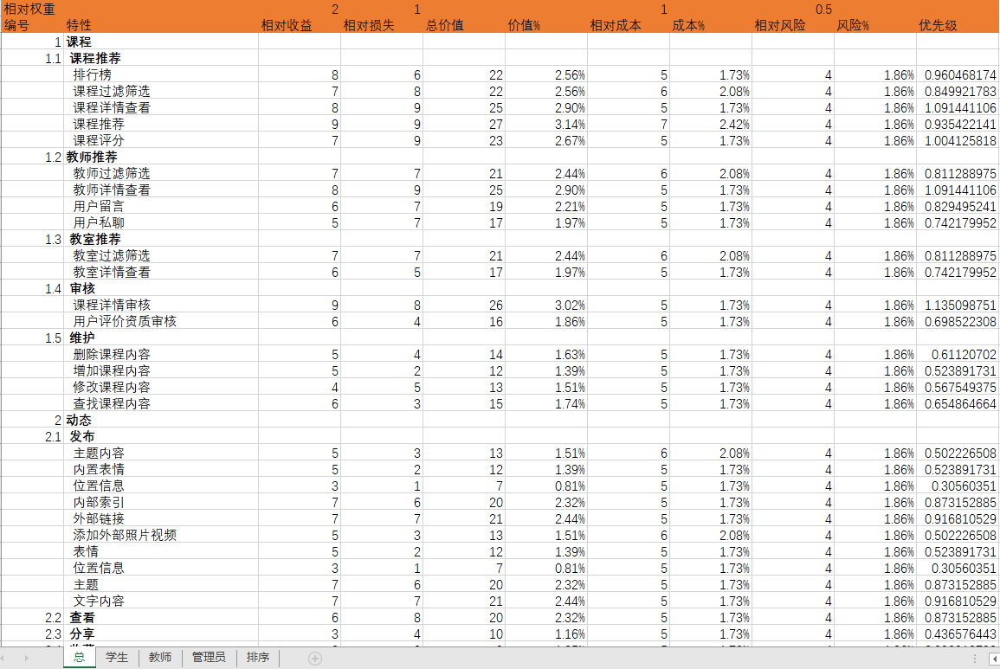 相对权重 2 1 1 0.5
编号 特性 相对收益 相对损失 总价值 价值% 相对成本 成本% 相对风险 风险% 优先级
1 课程
1.1 课程推荐
排行榜 8 6 22 2.56% 5 1.73% 4 1.86% 0.960468174
课程过滤筛选 7 8 22 2.56% 6 2.08% 4 1.86% 0.849921783
课程详情查看 8 9 25 2.90% 5 1.73% 4 1.86% 1.091441106
课程推荐 9 9 27 3.14% 7 2.42% 4 1.86% 0.935422141
课程评分 7 9 23 2.67% 5 1.73% 4 1.86% 1.004125818
1.2 教师推荐
教师过滤筛选 7 7 21 2.44% 6 2.08% 4 1.86% 0.811288975
教师详情查看 8 9 25 2.90% 5 1.73% 4 1.86% 1.091441106
用户留言 6 7 19 2.21% 5 1.73% 4 1.86% 0.829495241
用户私聊 5 7 17 1.97% 5 1.73% 4 1.86% 0.742179952
1.3 教室推荐
教室过滤筛选 7 7 21 2.44% 6 2.08% 4 1.86% 0.811288975
教室详情查看 6 5 17 1.97% 5 1.73% 4 1.86% 0.742179952
1.4 审核
课程详情审核 9 8 26 3.02% 5 1.73% 4 1.86% 1.135098751
用户评价资质审核 6 4 16 1.86% 5 1.73% 4 1.86% 0.698522308
1.5 维护
删除课程内容 5 4 14 1.63% 5 1.73% 4 1.86% 0.61120702
增加课程内容 5 2 12 1.39% 5 1.73% 4 1.86% 0.523891731
修改课程内容 4 5 13 1.51% 5 1.73% 4 1.86% 0.567549375
查找课程内容 6 3 15 1.74% 5 1.73% 4 1.86% 0.654864664
2 动态
2.1 发布
主题内容 5 3 13 1.51% 6 2.08% 4 1.86% 0.502226508
内置表情 5 2 12 1.39% 5 1.73% 4 1.86% 0.523891731
位置信息 3 1 7 0.81% 5 1.73% 4 1.86% 0.30560351
内部索引 7 6 20 2.32% 5 1.73% 4 1.86% 0.873152885
外部链接 7 7 21 2.44% 5 1.73% 4 1.86% 0.916810529
添加外部照片视频 5 3 13 1.51% 6 2.08% 4 1.86% 0.502226508
表情 5 2 12 1.39% 5 1.73% 4 1.86% 0.523891731
位置信息 3 1 7 0.81% 5 1.73% 4 1.86% 0.30560351
主题 7 6 20 2.32% 5 1.73% 4 1.86% 0.873152885
文字内容 7 7 21 2.44% 5 1.73% 4 1.86% 0.916810529
2.2 查看 6 8 20 2.32% 5 1.73% 4 1.86% 0.873152885
2.3 分享 3 4 10 1.16% 5 1.73% 4 1.86% 0.436576443
总 学生 教师 管理员 排序